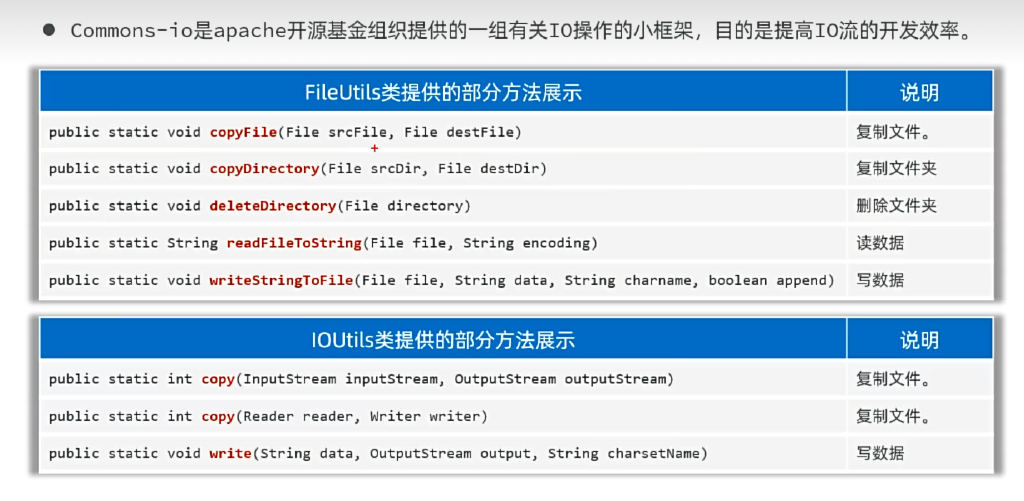 ● Commons-io是apache开源基金组织提供的一组有关IO操作的小框架，目的是提高IO流的开发效率。
FileUtils类提供的部分方法展示 说明
public static void copyFile(File srcFile, File destFile) 复制文件。
public static void copyDirectory(File srcDir, File destDir) 复制文件夹
public static void deleteDirectory(File directory) 删除文件夹
public static String readFileToString(File file, String encoding) 读数据
public static void writeStringToFile(File file, String data, String charname, boolean append) 写数据
IOUtils类提供的部分方法展示 说明
public static int copy(InputStream inputStream, OutputStream outputStream) 复制文件。
public static int copy(Reader reader, Writer writer) 复制文件。
public static void write(String data, OutputStream output, String charsetName) 写数据